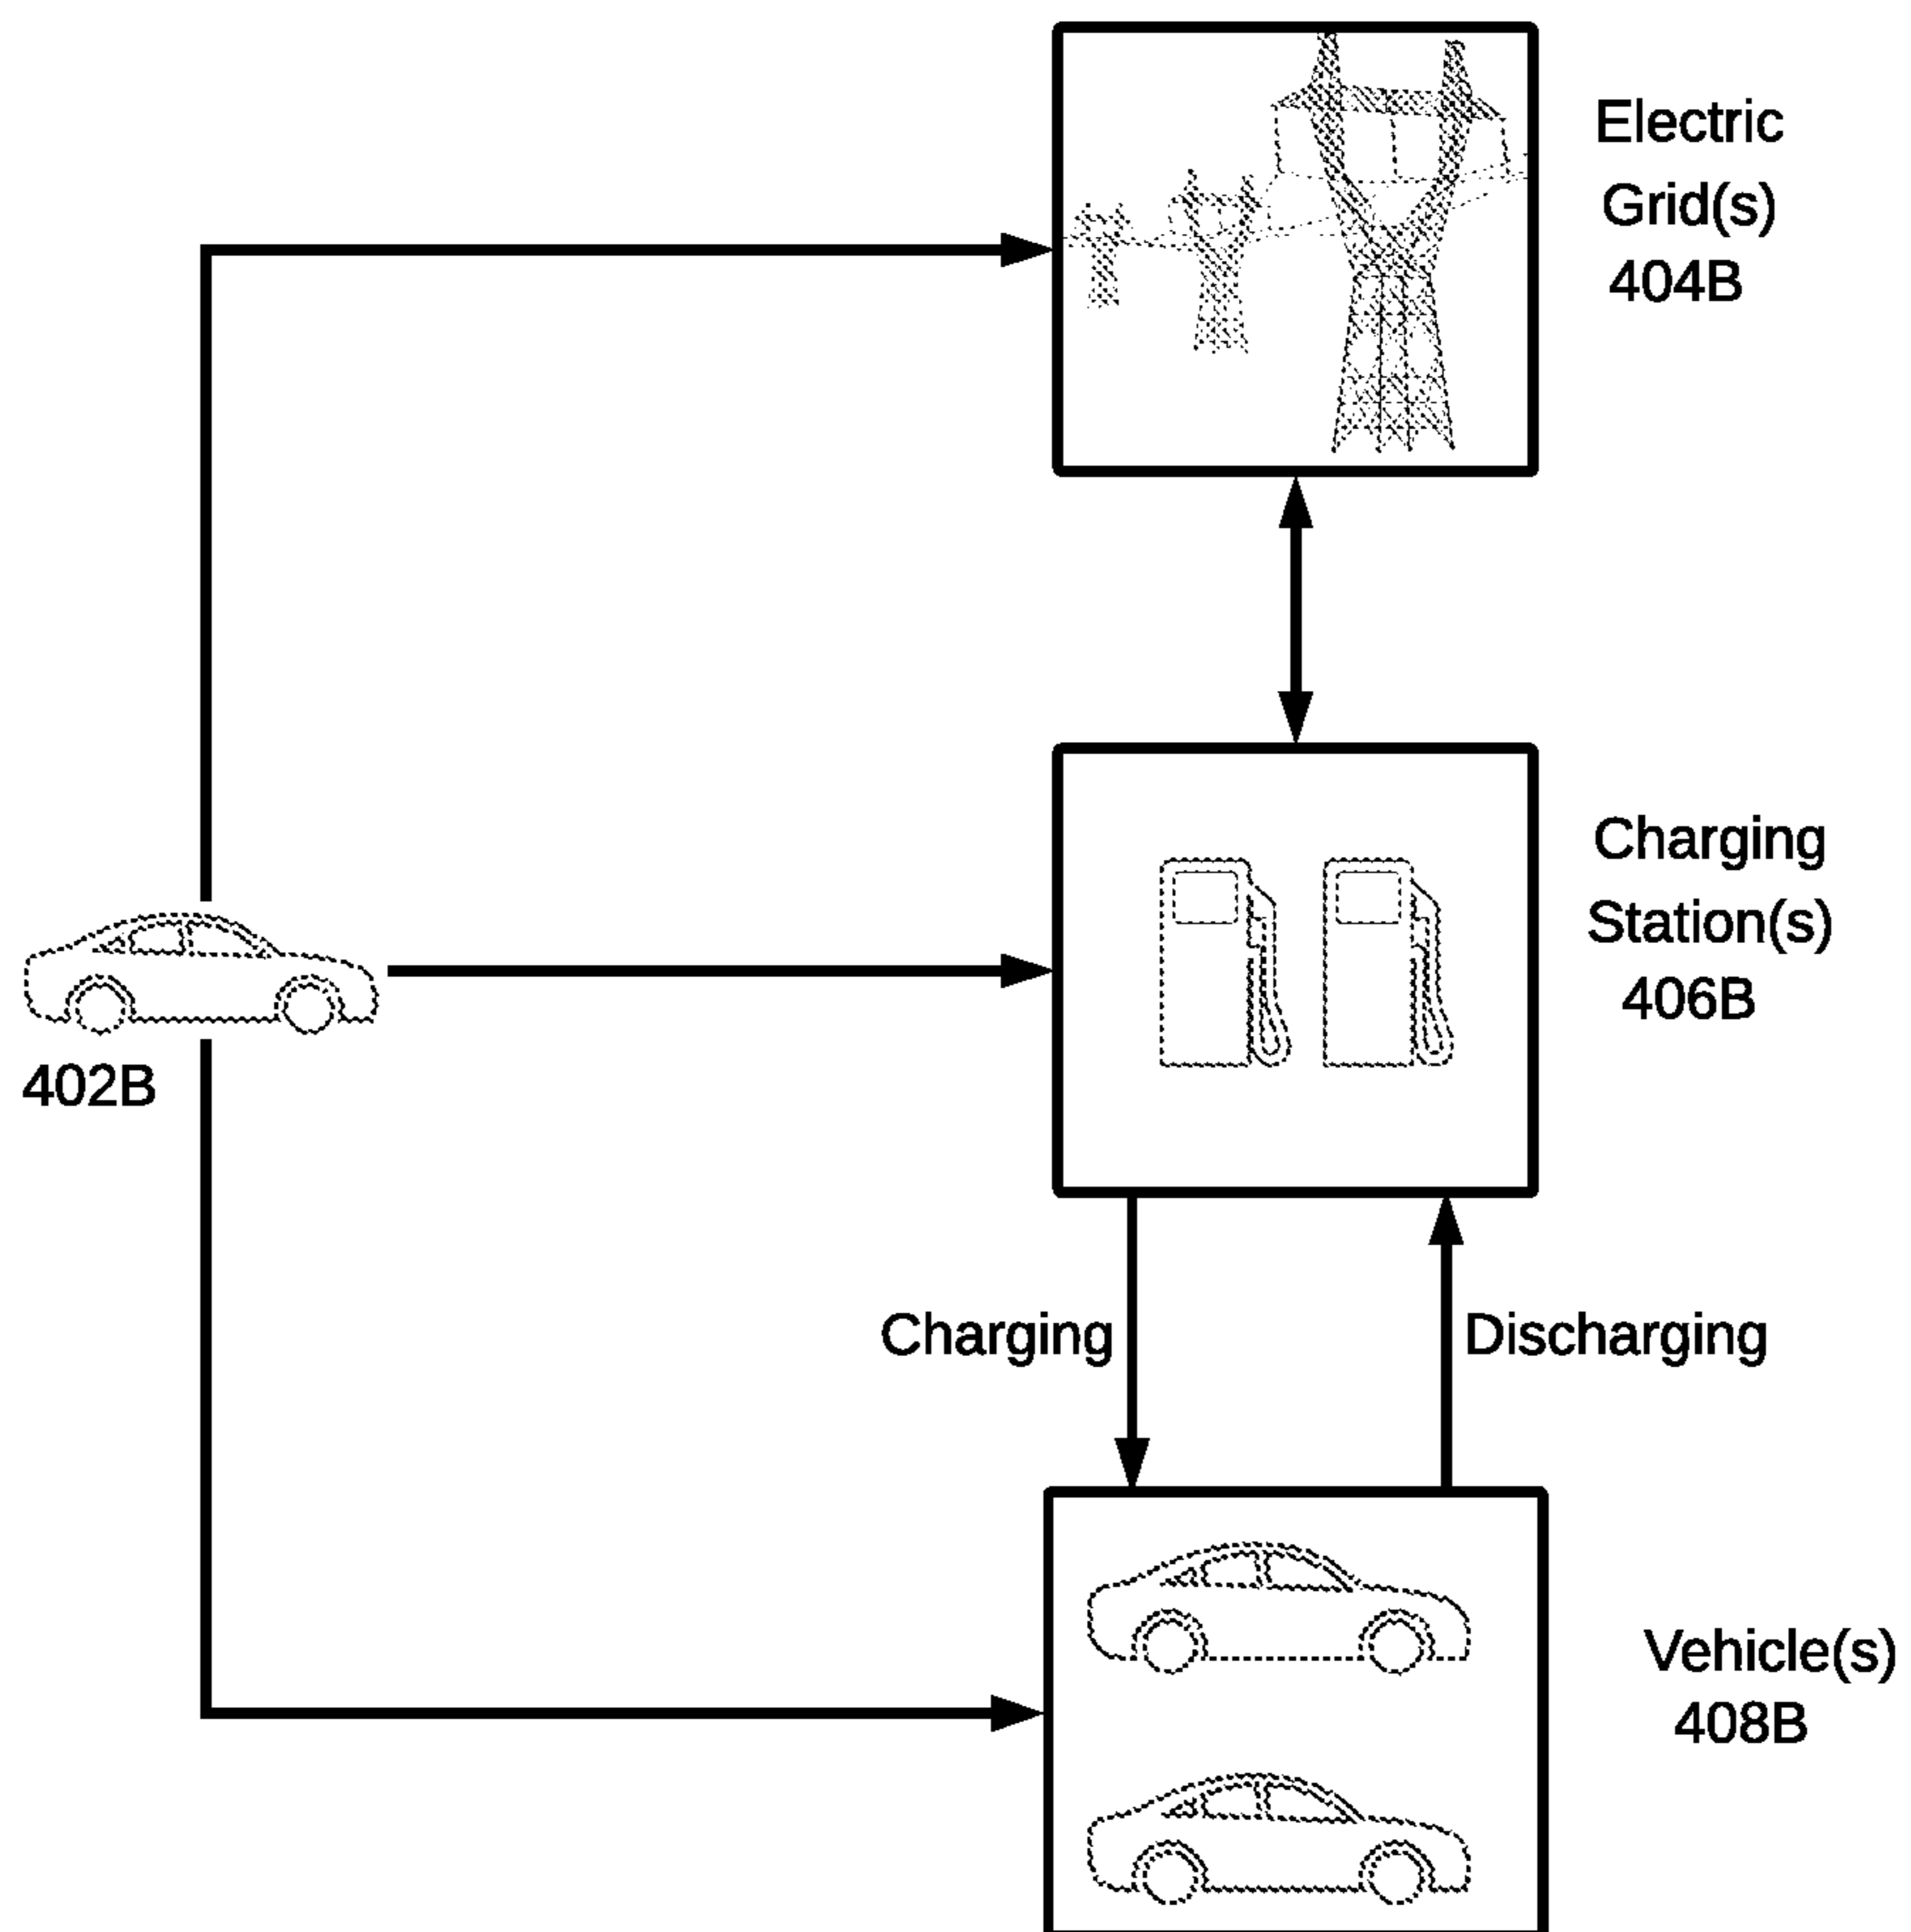 Electric
Grid(s)
404B
Charging
Station(s)
406B
402B
Charging
Discharging
Vehicle(s)
408B